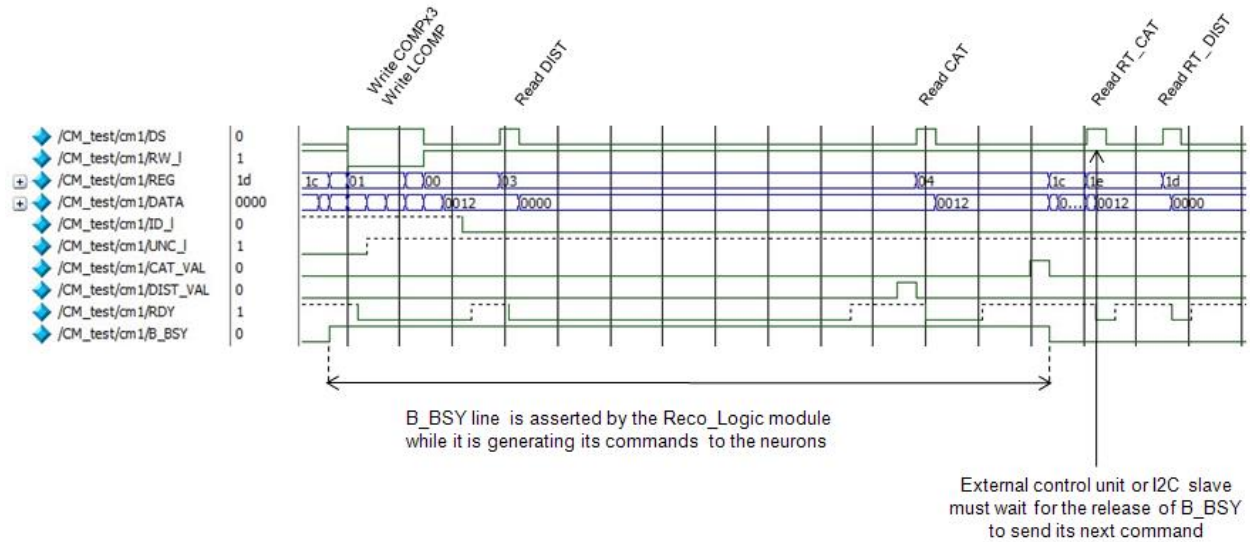 Write COMPx3
Write LCOMP
Read DIST
Read CAT
Read RT_CAT
Read RT_DIST
/CM_test/cm1/DS 0
/CM_test/cm1/RW_l 1
/CM_test/cm1/REG 1d 1c 01 00 03 04 1c 1e 1d
/CM_test/cm1/DATA 0000 0012 0000 0012 0... 0012 0000
/CM_test/cm1/ID_l 0
/CM_test/cm1/UNC_l 1
/CM_test/cm1/CAT_VAL 0
/CM_test/cm1/DIST_VAL 0
/CM_test/cm1/RDY 1
/CM_test/cm1/B_BSY 0
B_BSY line is asserted by the Reco_Logic module
while it is generating its commands to the neurons
External control unit or I2C slave
must wait for the release of B_BSY
to send its next command